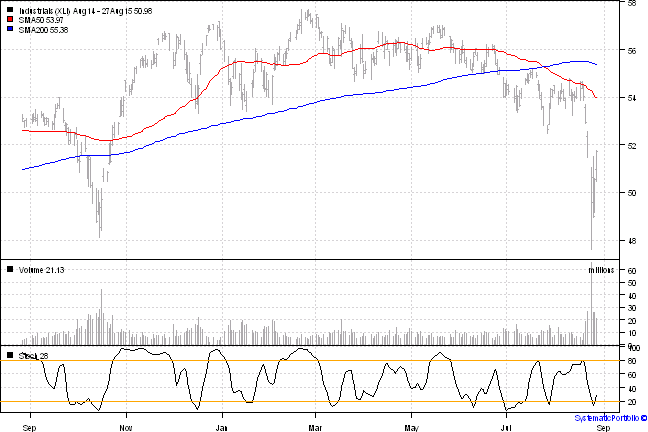 Industrials (XLI) Aug 14 - 27 Aug 15 50.98
SMA50 53.97
SMA200 55.38
58
56
54
52
50
48
Volume 21.13
millions
60
50
40
30
20
10
0
Stoch 28
100
80
60
40
20
Sep Nov Jan Mar May Jul Sep
SystematicPortfolio ©